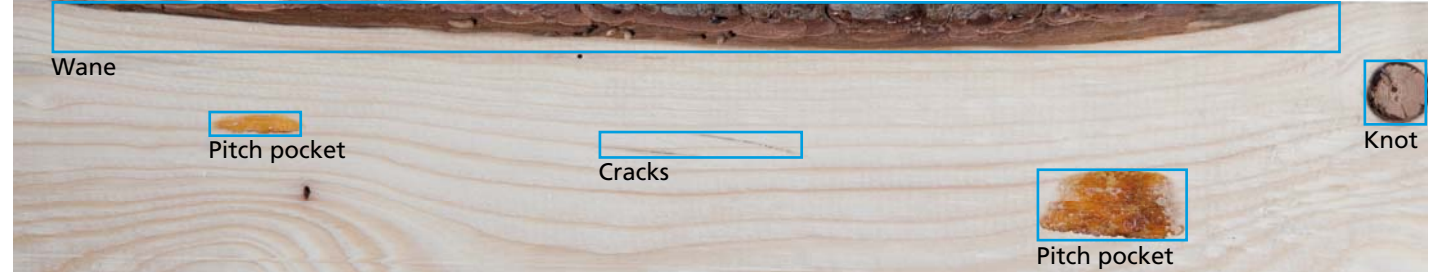 Wane
Knot
Pitch pocket
Cracks
Pitch pocket